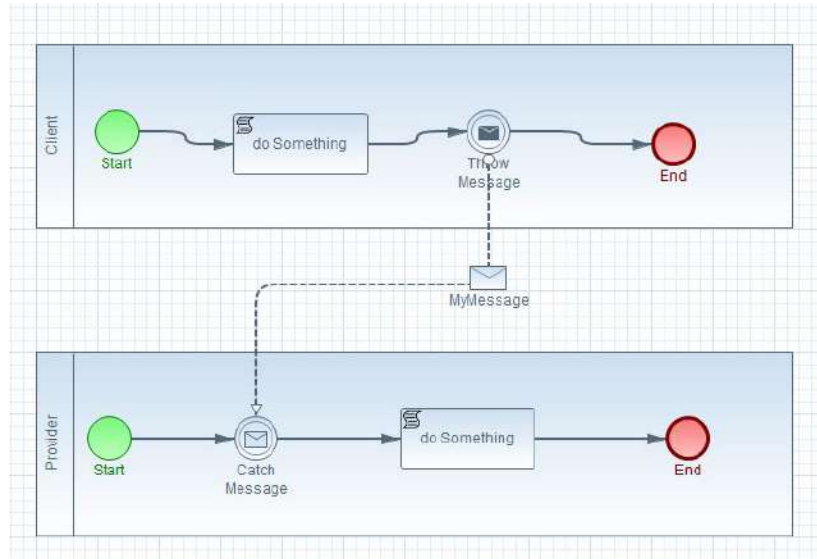 Client
Start
do Something
Throw
Message
End
MyMessage
Provider
Start
Catch
Message
do Something
End